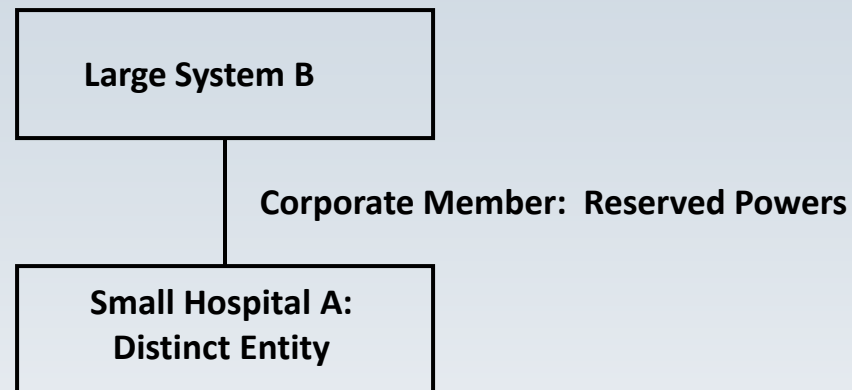 Large System B
Corporate Member: Reserved Powers
Small Hospital A:
Distinct Entity